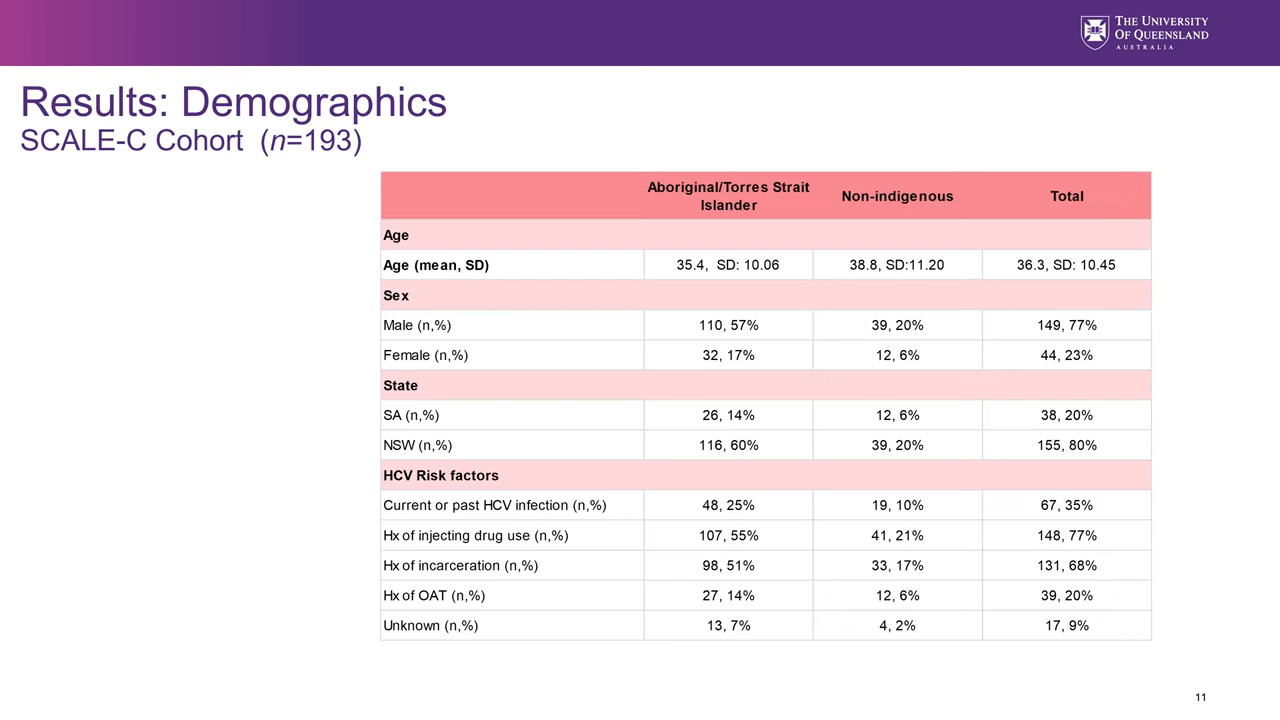 THE UNIVERSITY
OF QUEENSLAND
AUSTRALIA
Results: Demographics
SCALE-C Cohort (n=193)
Aboriginal/Torres Strait
Islander
Non-indigenous
Total
Age
Age (mean, SD) 35.4, SD: 10.06 38.8, SD:11.20 36.3, SD: 10.45
Sex
Male (n,%) 110, 57% 39, 20% 149, 77%
Female (n,%) 32, 17% 12, 6% 44, 23%
State
SA (n,%) 26, 14% 12, 6% 38, 20%
NSW (n,%) 116, 60% 39, 20% 155, 80%
HCV Risk factors
Current or past HCV infection (n,%) 48, 25% 19, 10% 67, 35%
Hx of injecting drug use (n,%) 107, 55% 41, 21% 148, 77%
Hx of incarceration (n,%) 98, 51% 33, 17% 131, 68%
Hx of OAT (n,%) 27, 14% 12, 6% 39, 20%
Unknown (n,%) 13, 7% 4, 2% 17, 9%
11